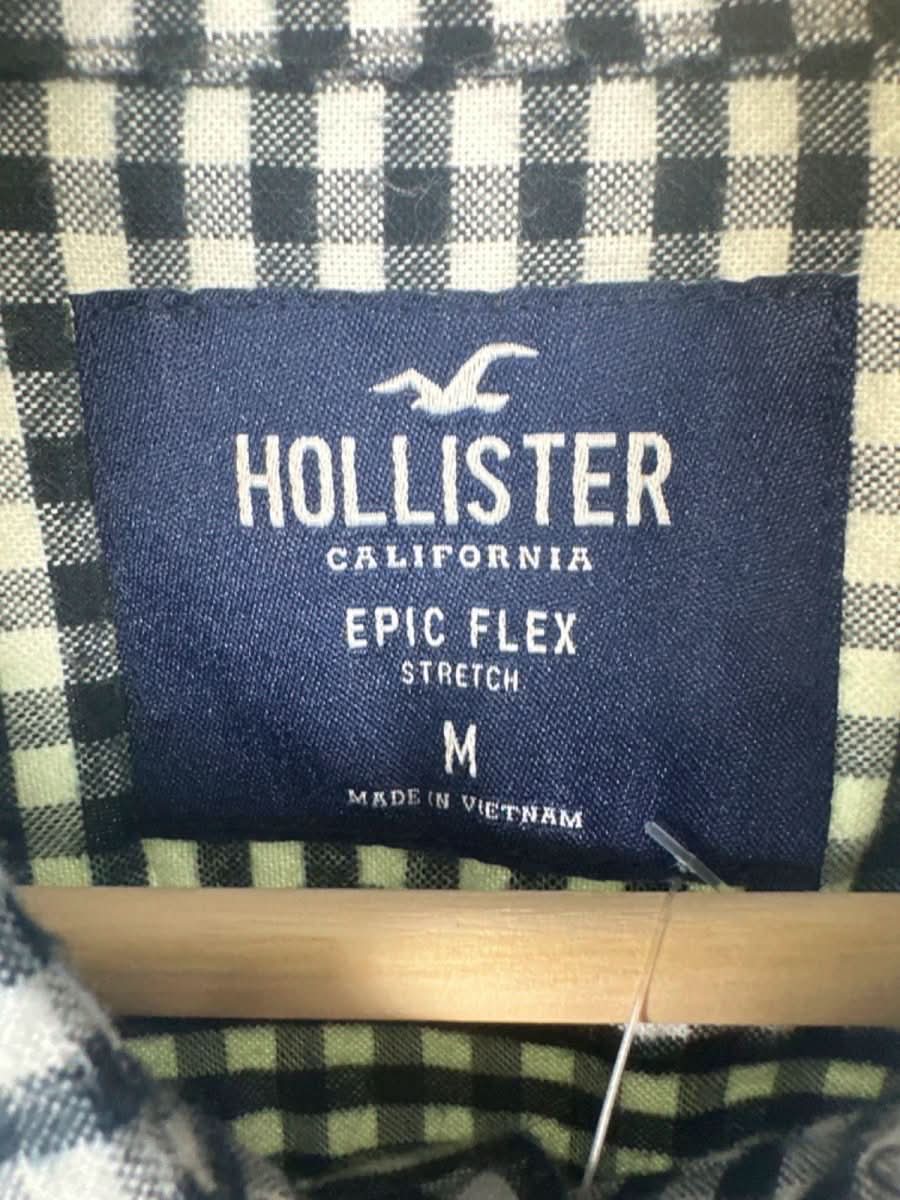 HOLLISTER
CALIFORNIA
EPIC FLEX
STRETCH
M
MADE IN VIETNAM